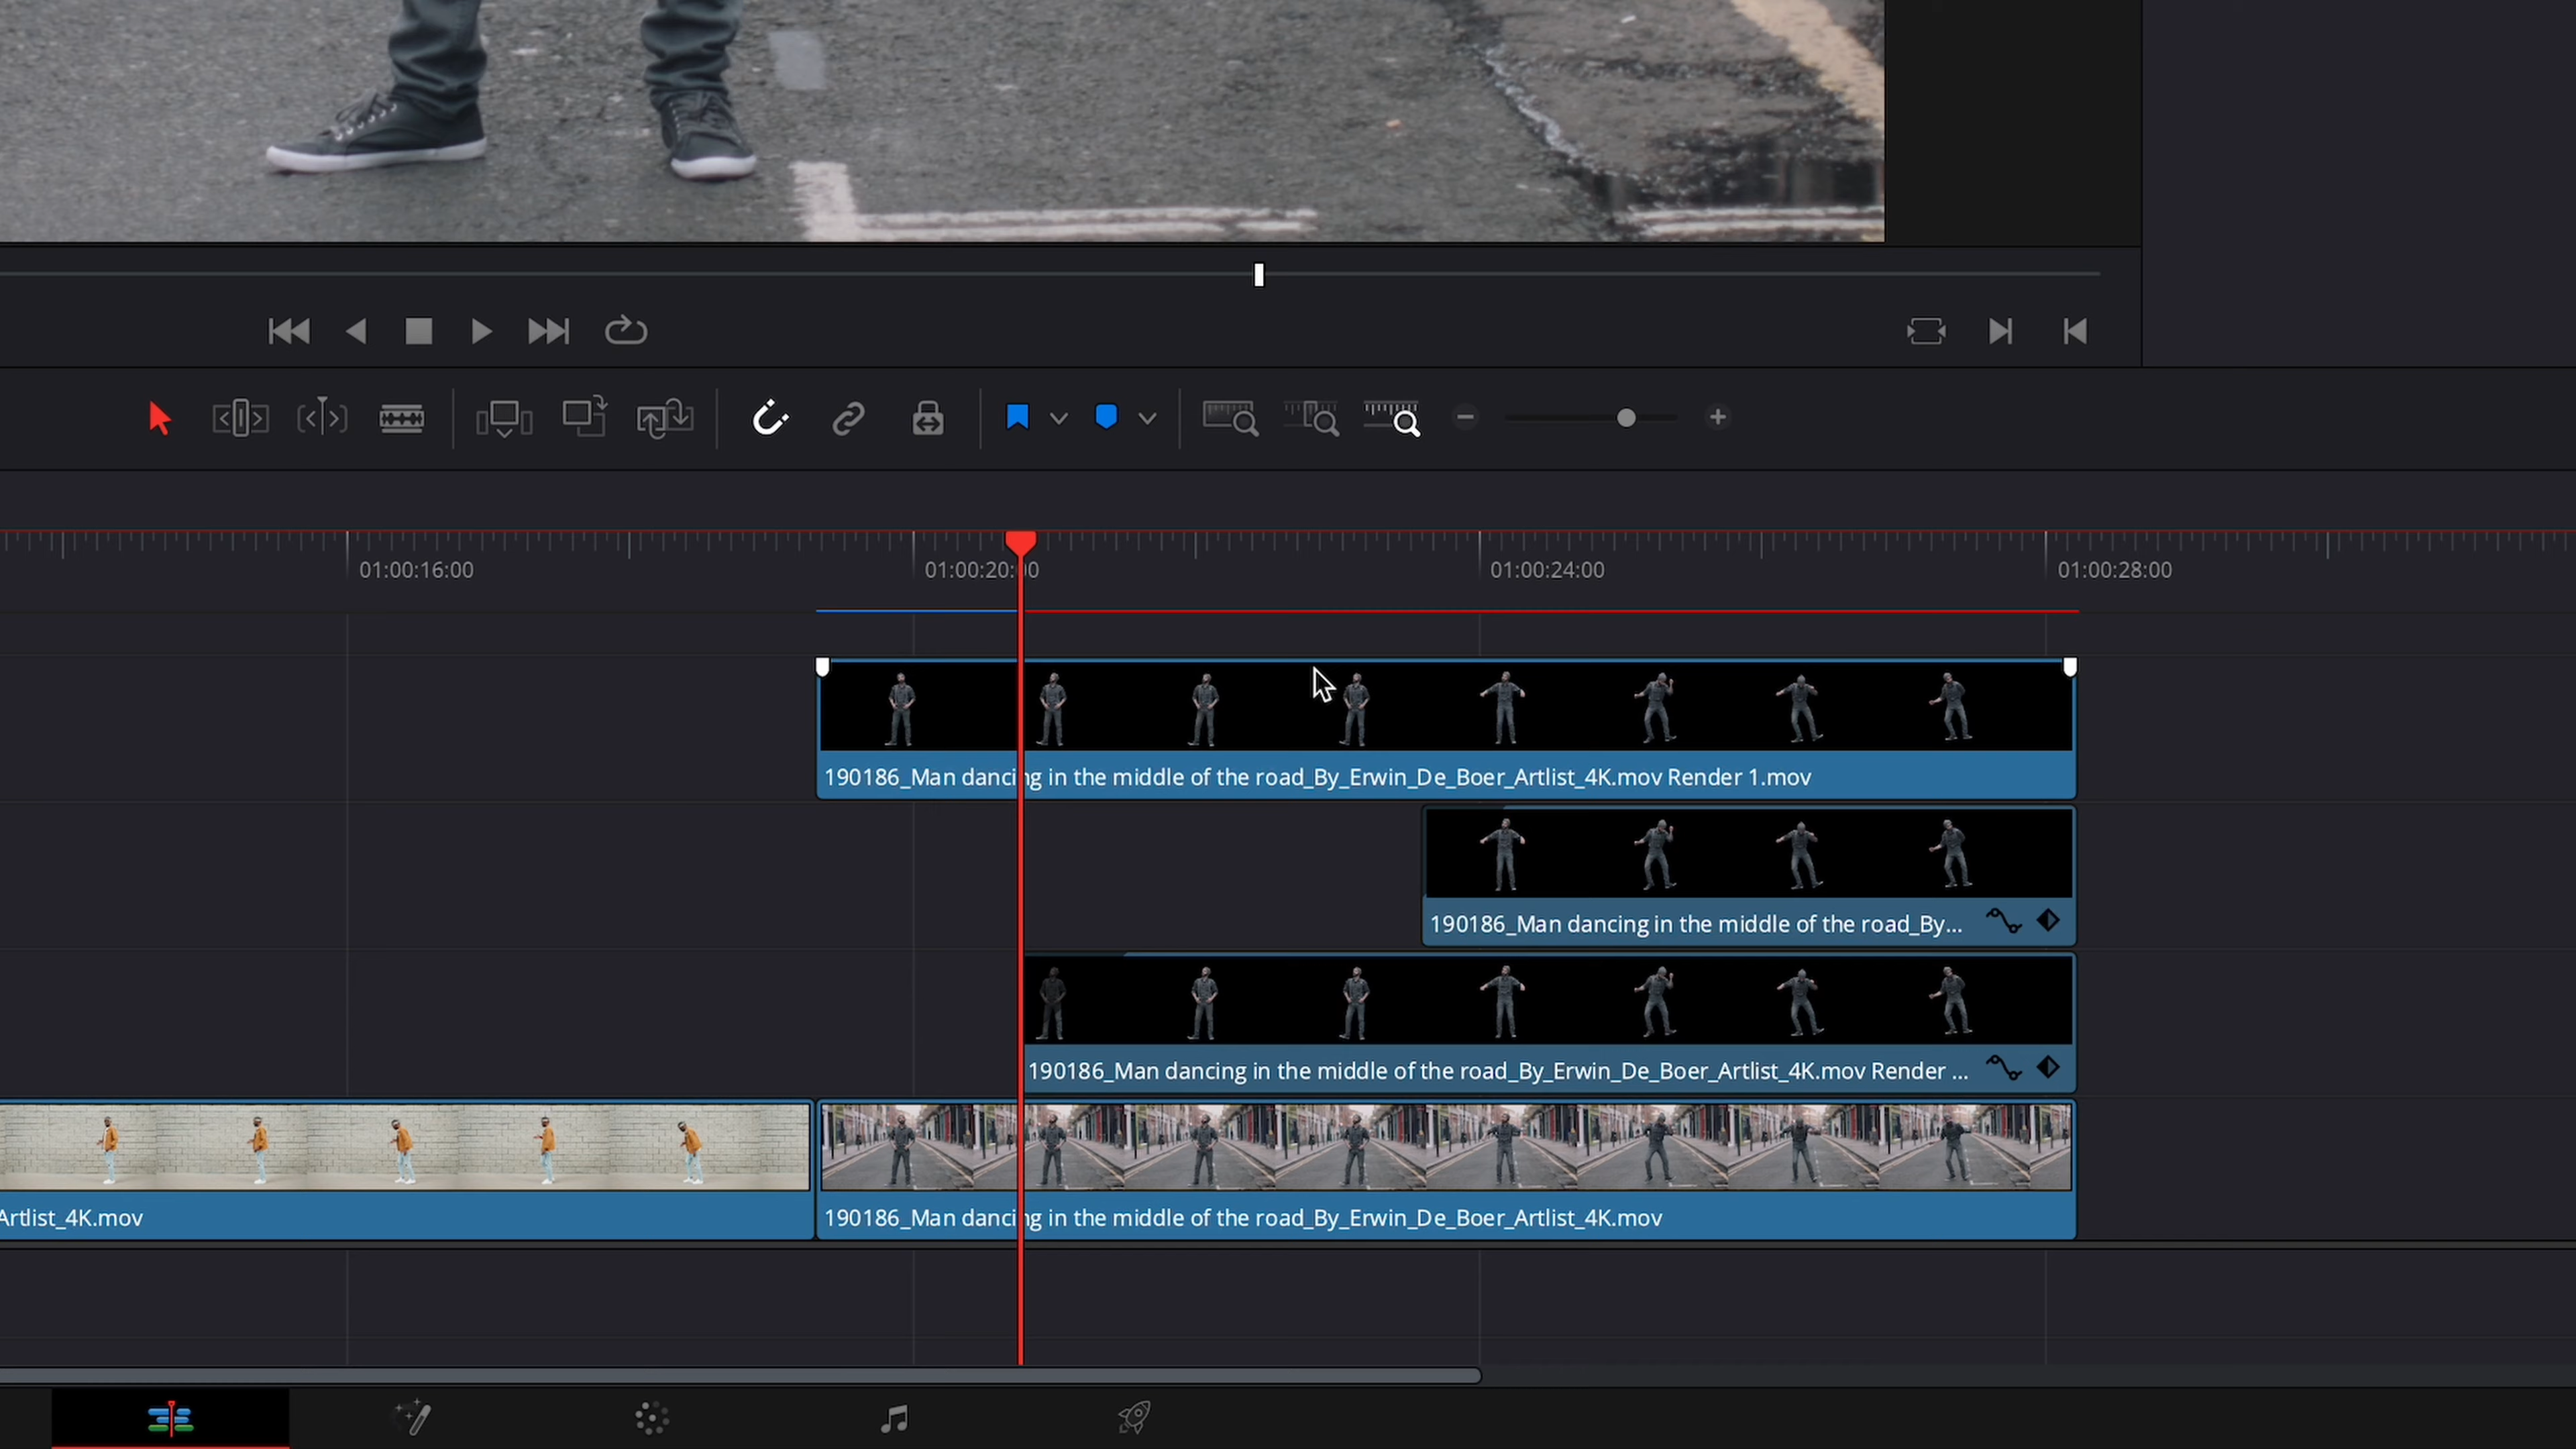 01:00:16:00
01:00:20:00
01:00:24:00
01:00:28:00
190186_Man dancing in the middle of the road_By_Erwin_De_Boer_Artlist_4K.mov Render 1.mov
190186_Man dancing in the middle of the road_By...
190186_Man dancing in the middle of the road_By_Erwin_De_Boer_Artlist_4K.mov Render ...
Artlist_4K.mov
190186_Man dancing in the middle of the road_By_Erwin_De_Boer_Artlist_4K.mov